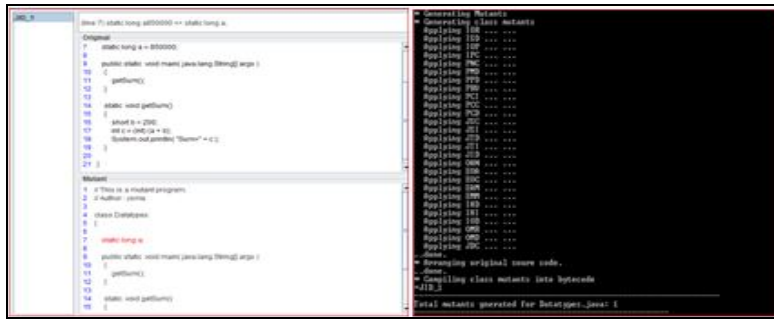 JID_1
(line 7) static long a850000; => static long a;
Original
7 static long a = 850000;
8
9 public static void main( java.lang.String[] args )
10 {
11 getSum();
12 }
13
14 static void getSum()
15 {
16 short b = 200;
17 int c = (int) (a + b);
18 System.out.println( "Sum=" + c );
19 }
20
21 }
Mutant
1 // This is a mutant program.
2 // Author : ysma
3
4 class Datatypes
5 {
6
7 static long a;
8
9 public static void main( java.lang.String[] args )
10 {
11 getSum();
12 }
13
14 static void getSum()
15 {
* Generating Mutants
* Generating class mutants
Applying IHI ... ...
Applying IOD ... ...
Applying IOP ... ...
Applying IPC ... ...
Applying PNC ... ...
Applying PMD ... ...
Applying PPD ... ...
Applying PRV ... ...
Applying PCI ... ...
Applying PCC ... ...
Applying PCD ... ...
Applying JSC ... ...
Applying JSI ... ...
Applying JSD ... ...
Applying JTI ... ...
Applying JID ... ...
Applying OAN ... ...
Applying EOA ... ...
Applying EOC ... ...
Applying EAM ... ...
Applying EMM ... ...
Applying IHD ... ...
Applying IHI ... ...
Applying IOD ... ...
Applying OMR ... ...
Applying OMD ... ...
Applying JDC ... ...
..done.
* Arranging original soure code.
..done.
* Compiling class mutants into bytecode
+JID_1
Total mutants gnerated for Datatypes.java: 1